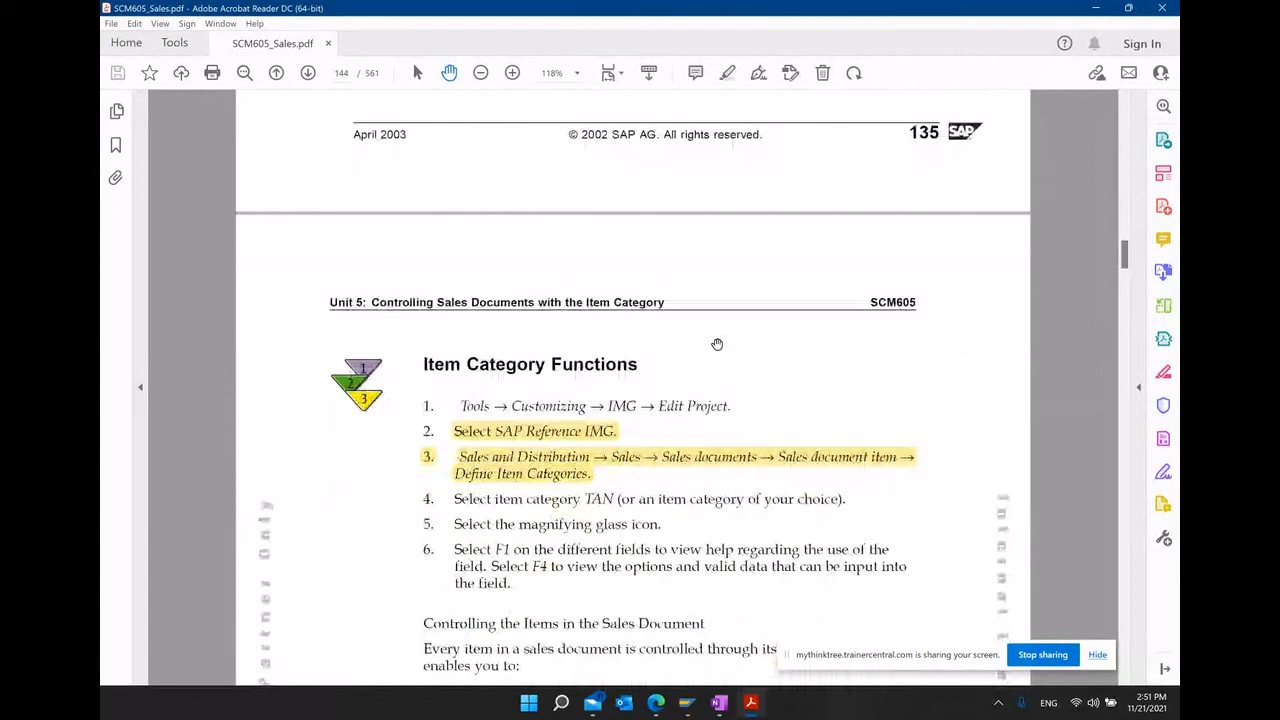 SCM605_Sales.pdf - Adobe Acrobat Reader DC (64-bit)
File Edit View Sign Window Help
Home Tools SCM605_Sales.pdf × Sign In
144 / 561 118%
April 2003 © 2002 SAP AG. All rights reserved. 135 SAP
Unit 5: Controlling Sales Documents with the Item Category SCM605
1
2
3
Item Category Functions
1. Tools → Customizing → IMG → Edit Project.
2. Select SAP Reference IMG.
3. Sales and Distribution → Sales → Sales documents → Sales document item →
Define Item Categories.
4. Select item category TAN (or an item category of your choice).
5. Select the magnifying glass icon.
6. Select F1 on the different fields to view help regarding the use of the
field. Select F4 to view the options and valid data that can be input into
the field.
Controlling the Items in the Sales Document
Every item in a sales document is controlled through its
enables you to:
mythinktree.trainercentral.com is sharing your screen. Stop sharing Hide
ENG 2:51 PM
11/21/2021